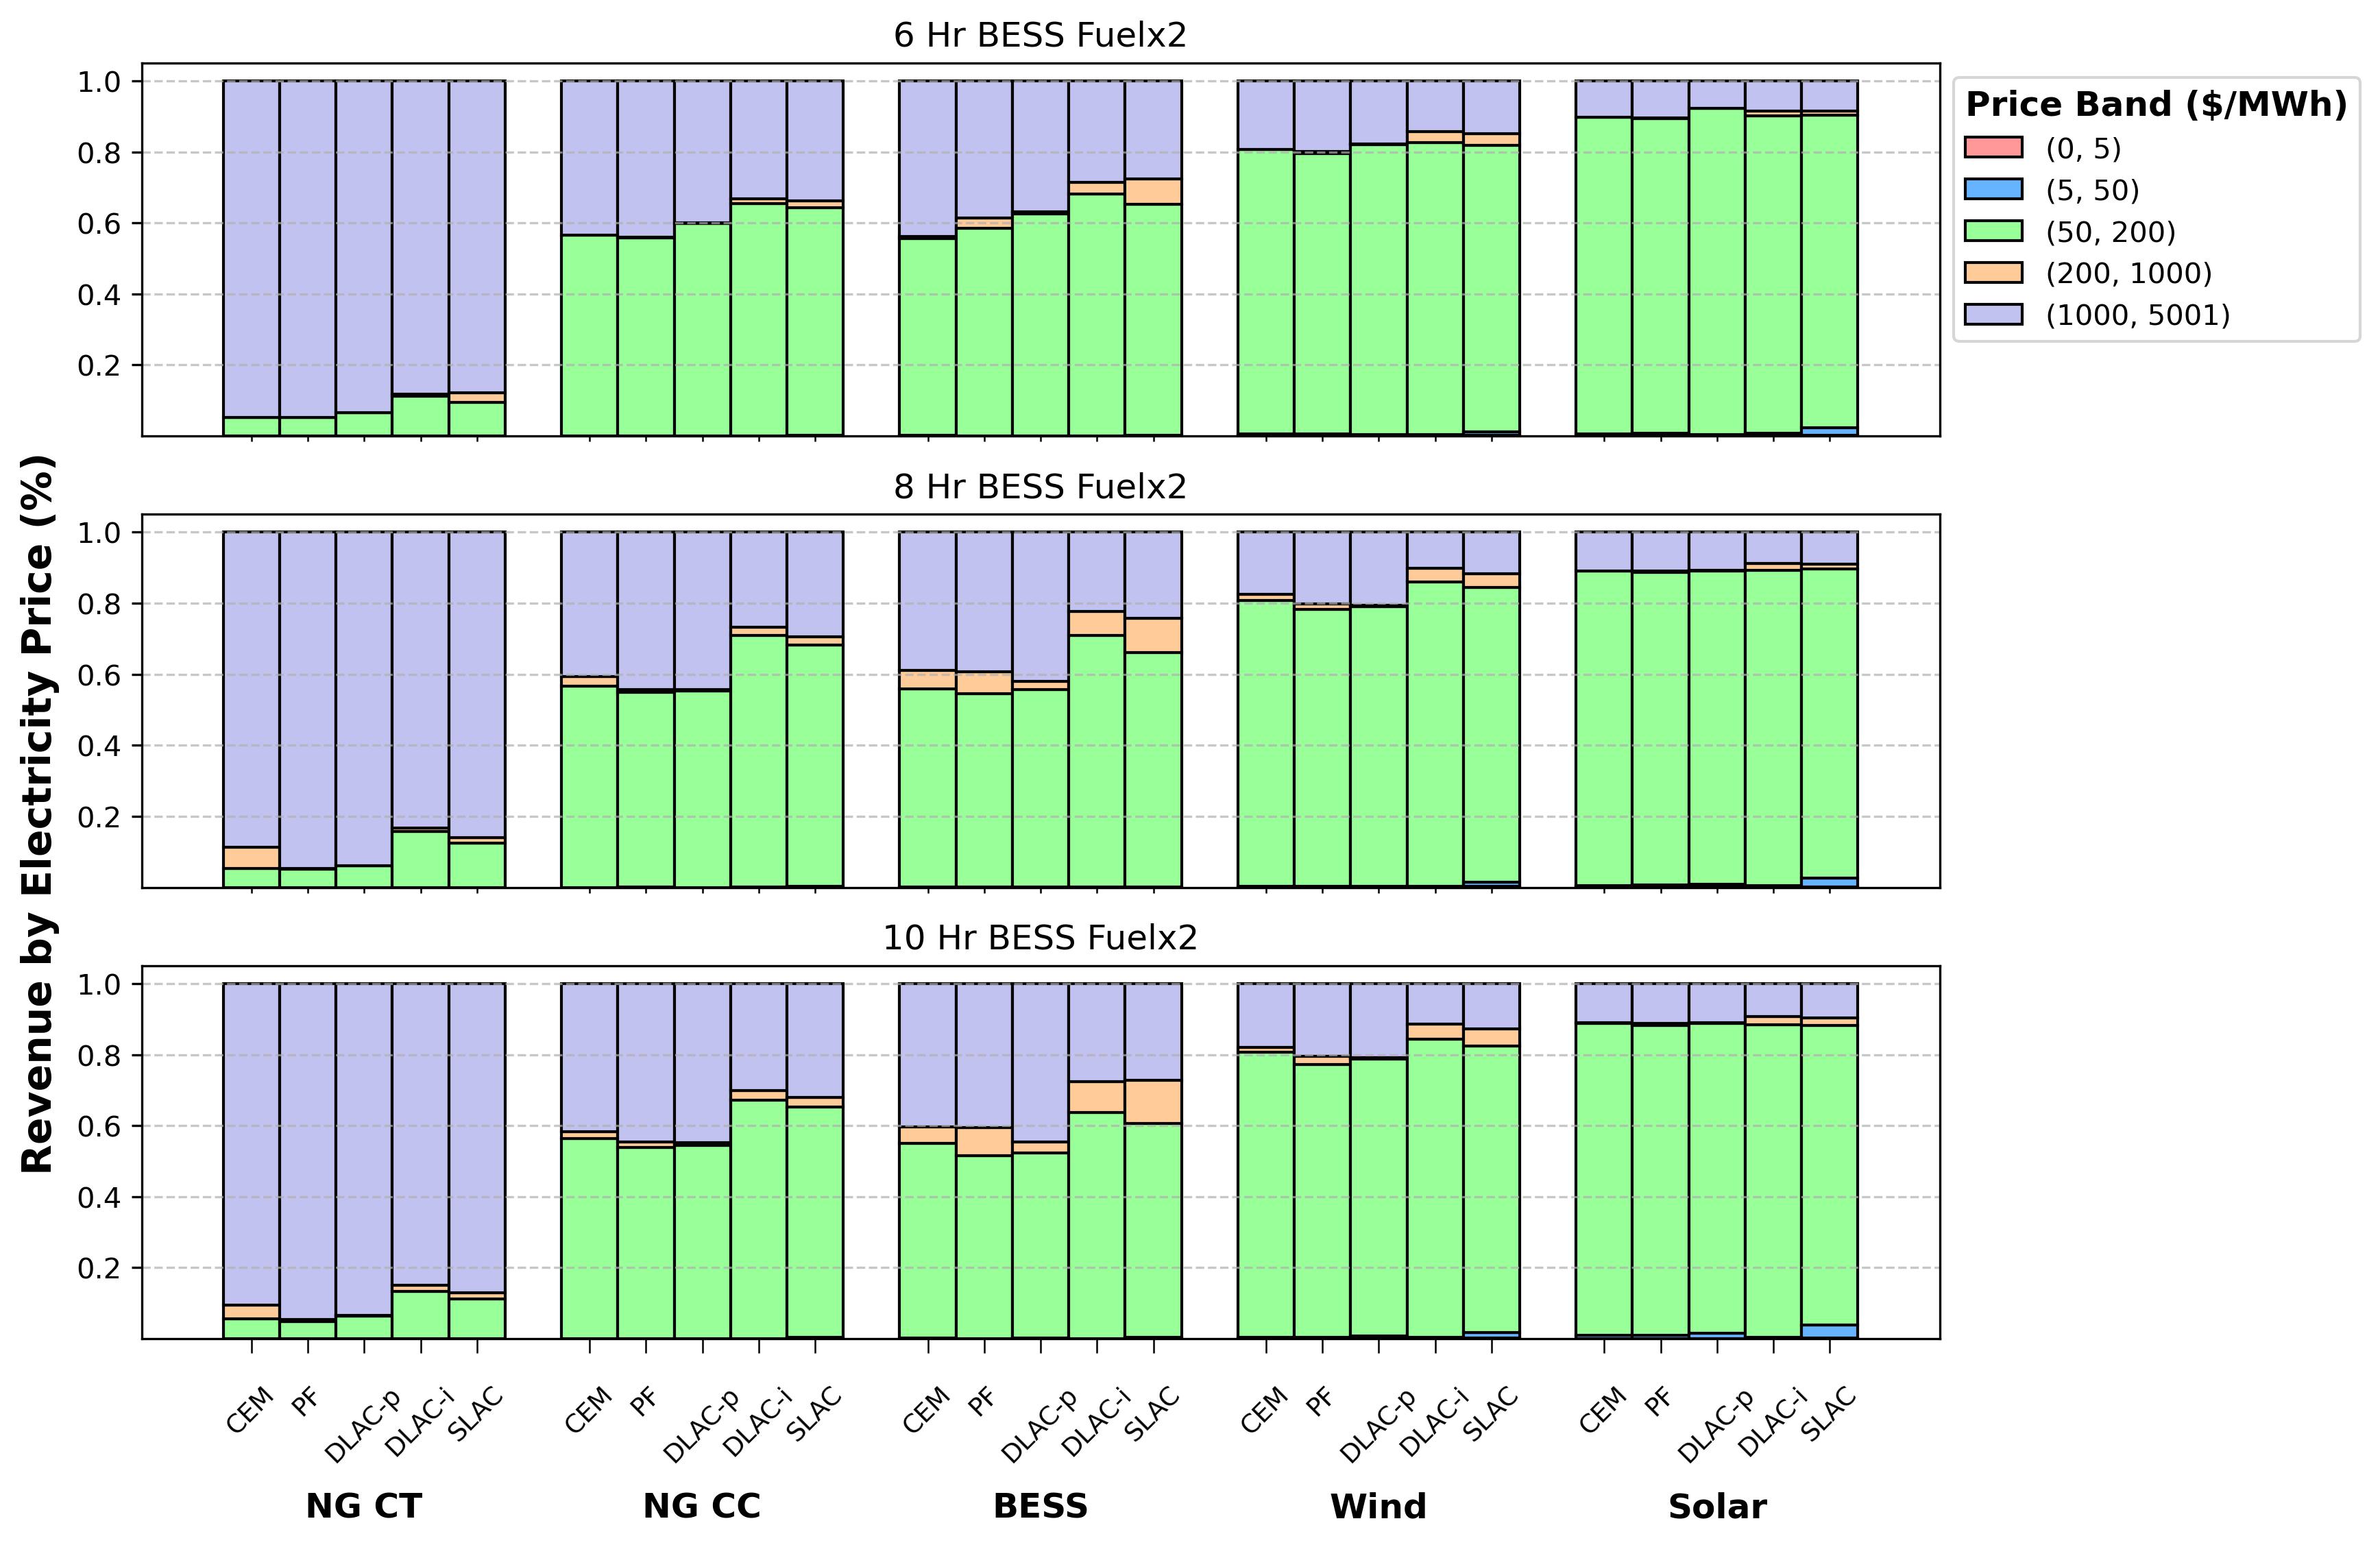 6 Hr BESS Fuelx2
1.0
0.8
0.6
0.4
0.2
Price Band ($/MWh)
(0, 5)
(5, 50)
(50, 200)
(200, 1000)
(1000, 5001)
Revenue by Electricity Price (%)
8 Hr BESS Fuelx2
1.0
0.8
0.6
0.4
0.2
10 Hr BESS Fuelx2
1.0
0.8
0.6
0.4
0.2
CEM PF DLAC-p DLAC-i SLAC CEM PF DLAC-p DLAC-i SLAC CEM PF DLAC-p DLAC-i SLAC CEM PF DLAC-p DLAC-i SLAC CEM PF DLAC-p DLAC-i SLAC
NG CT NG CC BESS Wind Solar